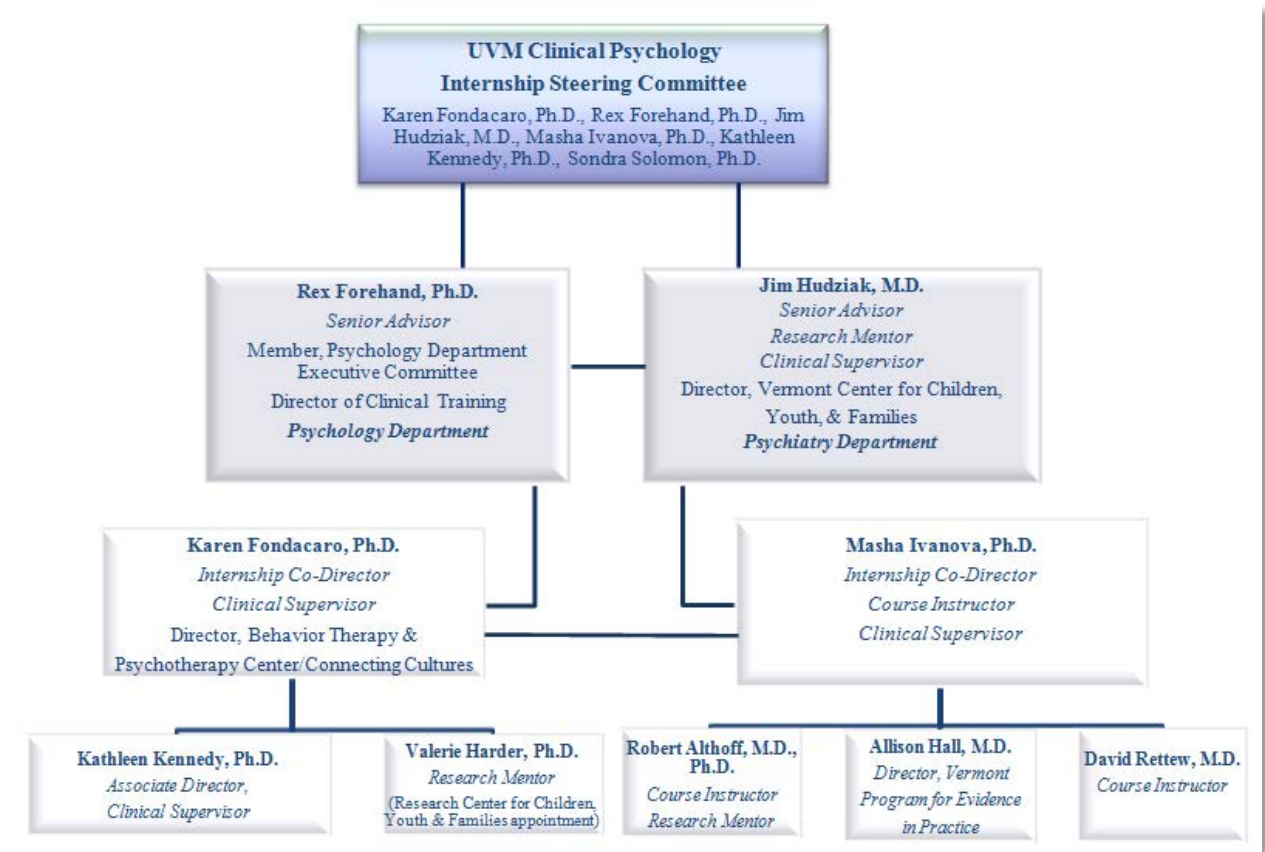 UVM Clinical Psychology
Internship Steering Committee
Karen Fondacaro, Ph.D., Rex Forehand, Ph.D., Jim
Hudziak, M.D., Masha Ivanova, Ph.D., Kathleen
Kennedy, Ph.D., Sondra Solomon, Ph.D.
Rex Forehand, Ph.D.
Senior Advisor
Member, Psychology Department
Executive Committee
Director of Clinical Training
Psychology Department
Jim Hudziak, M.D.
Senior Advisor
Research Mentor
Clinical Supervisor
Director, Vermont Center for Children,
Youth, & Families
Psychiatry Department
Karen Fondacaro, Ph.D.
Internship Co-Director
Clinical Supervisor
Director, Behavior Therapy &
Psychotherapy Center/Connecting Cultures
Masha Ivanova, Ph.D.
Internship Co-Director
Course Instructor
Clinical Supervisor
Kathleen Kennedy, Ph.D.
Associate Director,
Clinical Supervisor
Valerie Harder, Ph.D.
Research Mentor
(Research Center for Children,
Youth & Families appointment)
Robert Althoff, M.D.,
Ph.D.
Course Instructor
Research Mentor
Allison Hall, M.D.
Director, Vermont
Program for Evidence
in Practice
David Rettew, M.D.
Course Instructor